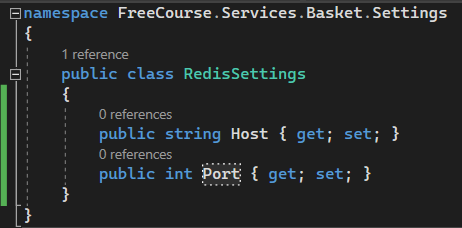 namespace FreeCourse.Services.Basket.Settings
{
1 reference
public class RedisSettings
{
0 references
public string Host { get; set; }
0 references
public int Port { get; set; }
}
}